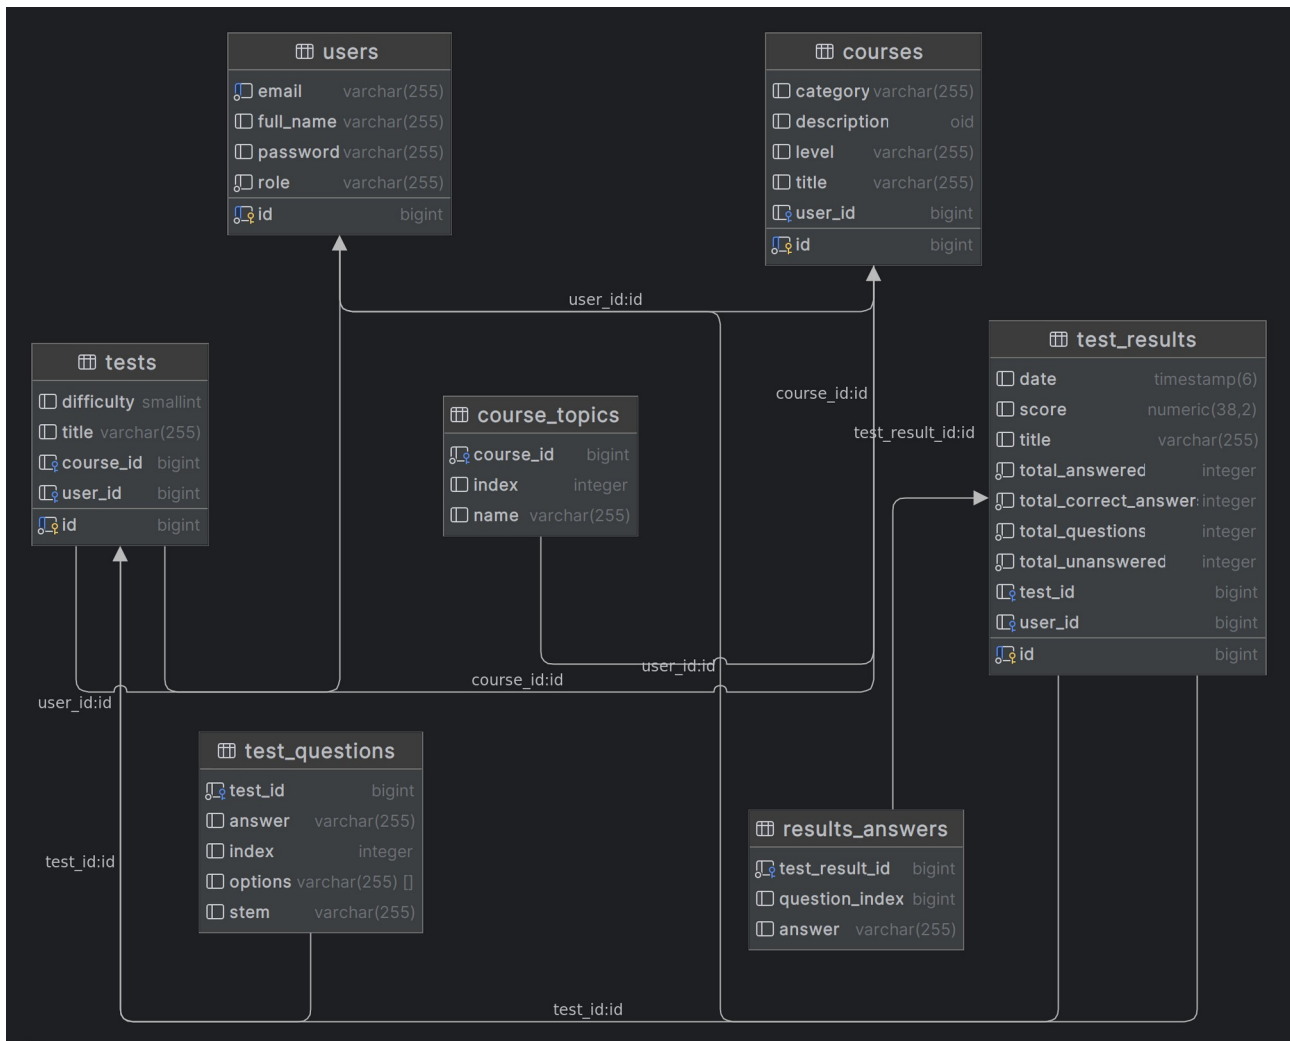 users
email varchar(255)
full_name varchar(255)
password varchar(255)
role varchar(255)
id bigint
courses
category varchar(255)
description oid
level varchar(255)
title varchar(255)
user_id bigint
id bigint
user_id:id
tests
difficulty smallint
title varchar(255)
course_id bigint
user_id bigint
id bigint
course_topics
course_id bigint
index integer
name varchar(255)
course_id:id
test_result_id:id
test_results
date timestamp(6)
score numeric(38,2)
title varchar(255)
total_answered integer
total_correct_answer integer
total_questions integer
total_unanswered integer
test_id bigint
user_id bigint
id bigint
user_id:id
course_id:id
user_id:id
test_questions
test_id bigint
answer varchar(255)
index integer
options varchar(255) []
stem varchar(255)
test_id:id
results_answers
test_result_id bigint
question_index bigint
answer varchar(255)
test_id:id